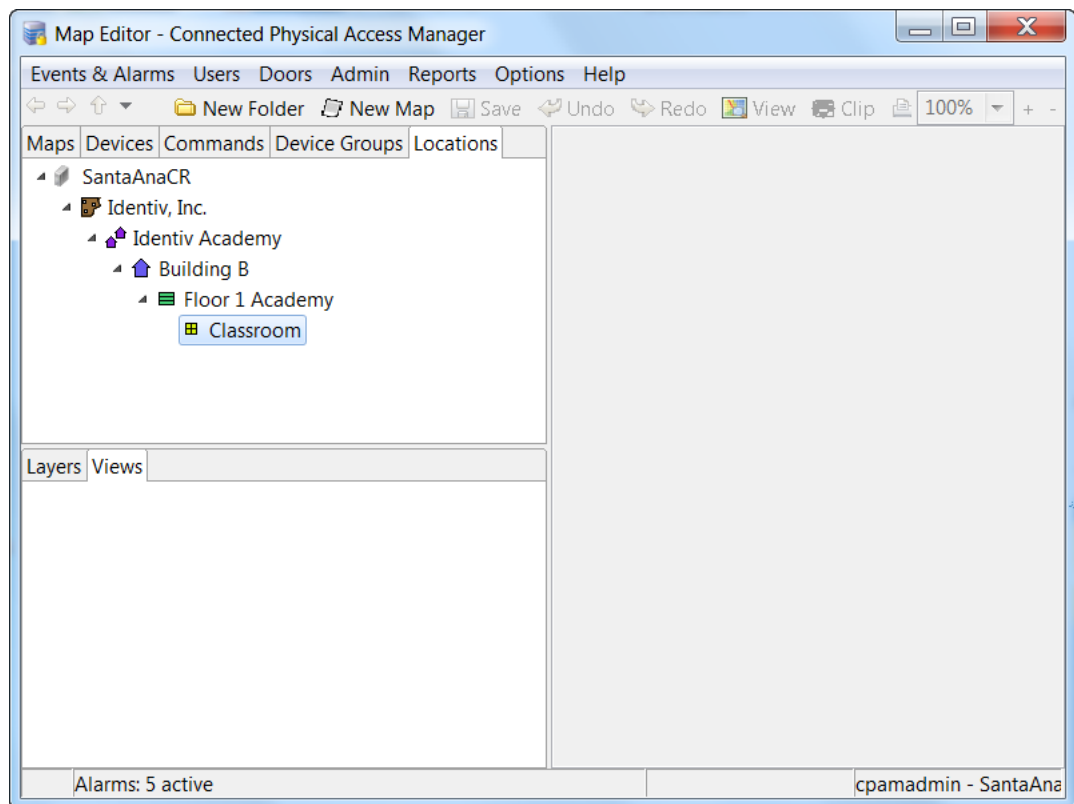 Map Editor - Connected Physical Access Manager
Events & Alarms Users Doors Admin Reports Options Help
New Folder New Map Save Undo Redo View Clip 100% + -
Maps Devices Commands Device Groups Locations
SantaAnaCR
Identiv, Inc.
Identiv Academy
Building B
Floor 1 Academy
Classroom
Layers Views
Alarms: 5 active cpamadmin - SantaAna